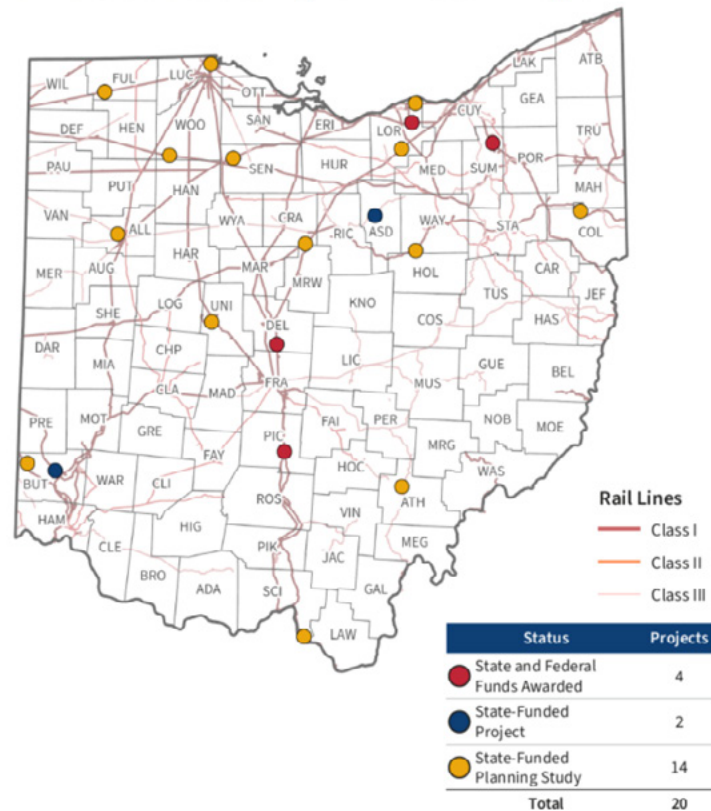 LAK
ATB
WIL
FUL
LUC
OTT
GEA
CUY
DEF
HEN
WOO
SAN
ERI
LOR
TRU
PAU
SEN
HUR
MED
SUM
POR
PUT
HAN
MAH
VAN
ALL
WYA
CRA
RIC
ASD
WAY
STA
COL
MER
AUG
HAR
MAR
MRW
HOL
CAR
SHE
LOG
UNI
KNO
TUS
JEF
DEL
COS
HAS
DAR
CHP
LIC
GUE
MIA
BEL
CLA
MAD
FRA
MUS
PRE
MOT
PIC
FAI
PER
NOB
MOE
GRE
MRG
FAY
HOC
WAS
BUT
WAR
CLI
ROS
ATH
HAM
HIG
VIN
CLE
PIK
MEG
JAC
BRO
ADA
SCI
GAL
LAW
Rail Lines
Class I
Class II
Class III
Status Projects
State and Federal
Funds Awarded 4
State-Funded
Project 2
State-Funded
Planning Study 14
Total 20